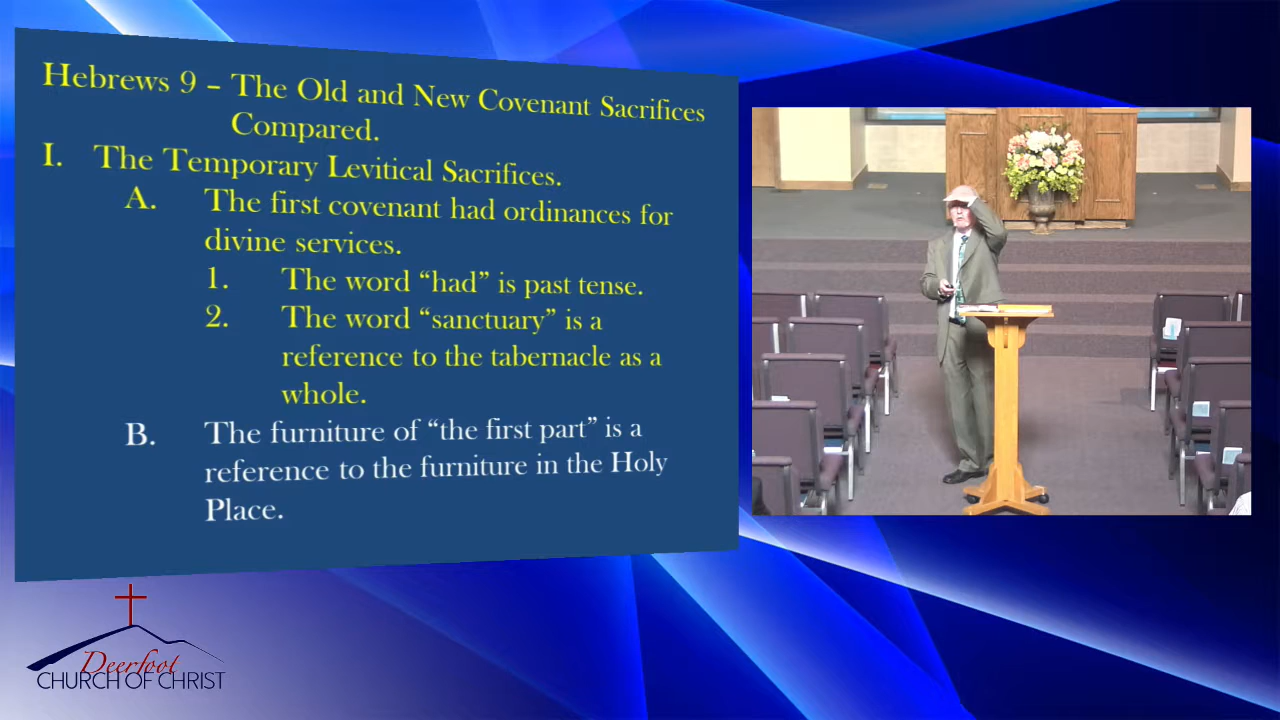 Hebrews 9 – The Old and New Covenant Sacrifices
Compared.
I. The Temporary Levitical Sacrifices.
A. The first covenant had ordinances for
divine services.
1. The word “had” is past tense.
2. The word “sanctuary” is a
reference to the tabernacle as a
whole.
B. The furniture of “the first part” is a
reference to the furniture in the Holy
Place.
Deerfoot
CHURCH OF CHRIST